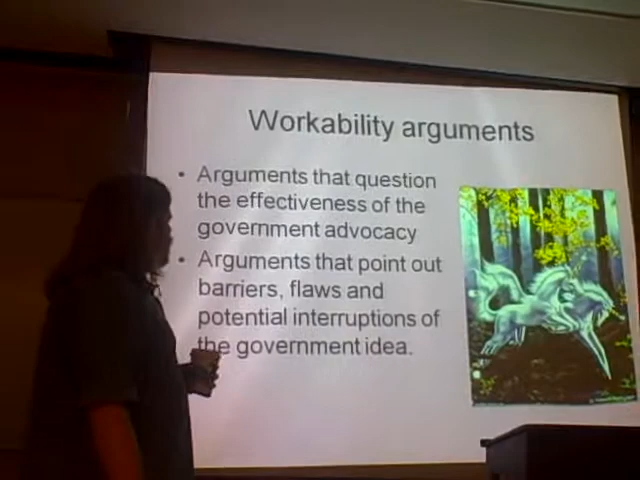 Workability arguments
• Arguments that question
the effectiveness of the
government advocacy
• Arguments that point out
barriers, flaws and
potential interruptions of
the government idea.